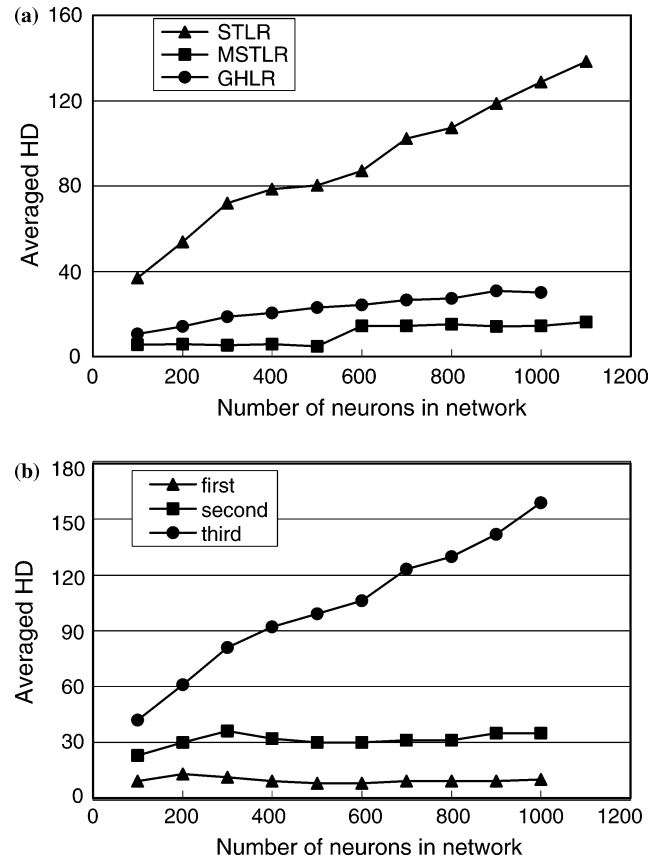 (a)
160
120
80
40
0
Averaged HD
STLR
MSTLR
GHLR
0 200 400 600 800 1000 1200
Number of neurons in network
(b)
180
150
120
90
60
30
0
Averaged HD
first
second
third
0 200 400 600 800 1000 1200
Number of neurons in network